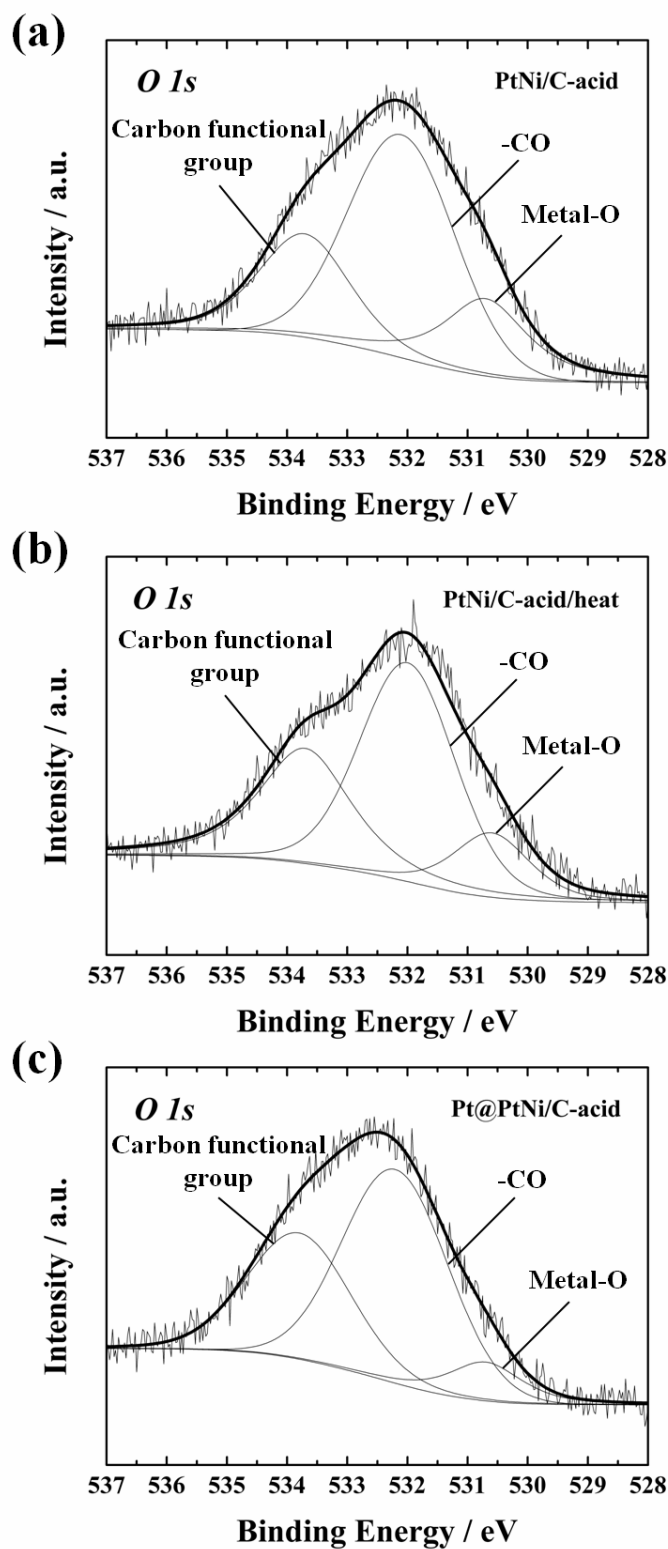 (a)
O 1s
PtNi/C-acid
Carbon functional
group
-CO
Metal-O
Intensity / a.u.
537 536 535 534 533 532 531 530 529 528
Binding Energy / eV
(b)
O 1s
PtNi/C-acid/heat
Carbon functional
group
-CO
Metal-O
Intensity / a.u.
537 536 535 534 533 532 531 530 529 528
Binding Energy / eV
(c)
O 1s
Pt@PtNi/C-acid
Carbon functional
group
-CO
Metal-O
Intensity / a.u.
537 536 535 534 533 532 531 530 529 528
Binding Energy / eV